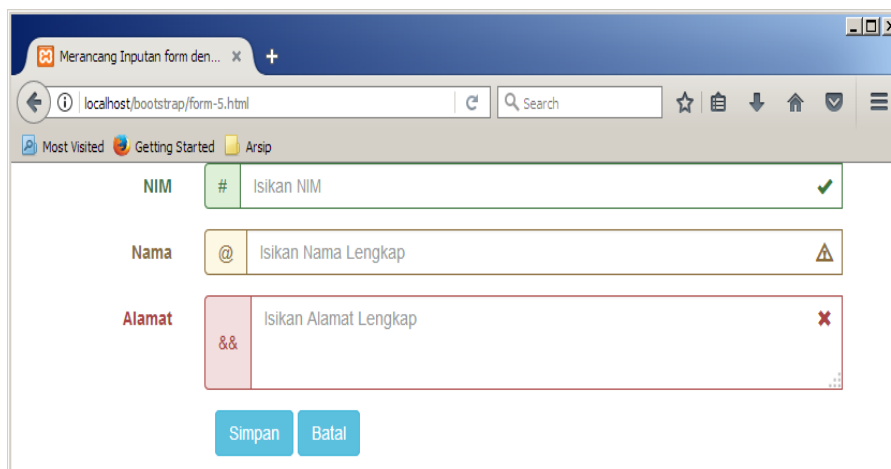 Merancang Inputan form den...
localhost/bootstrap/form-5.html
Search
Most Visited Getting Started Arsip
NIM # Isikan NIM
Nama @ Isikan Nama Lengkap
Alamat && Isikan Alamat Lengkap
Simpan Batal